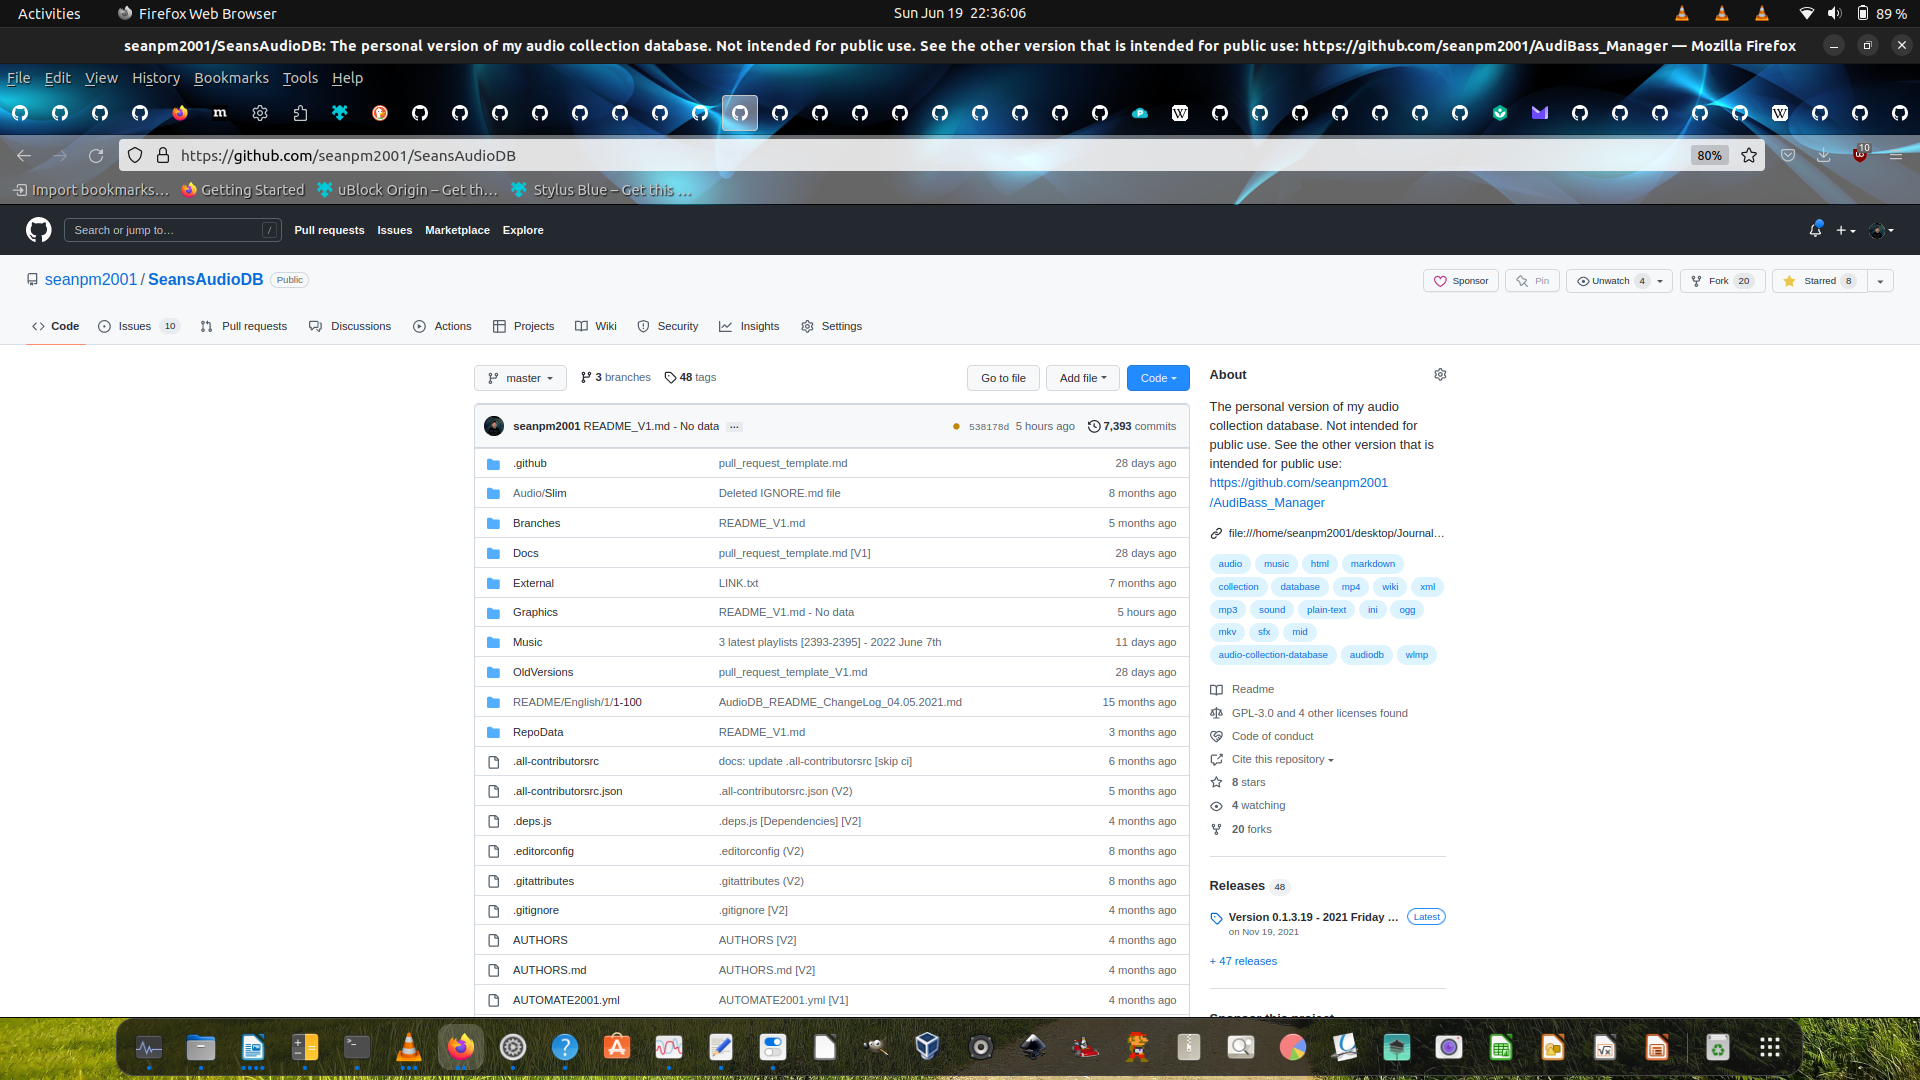 Activities Firefox Web Browser Sun Jun 19 22:36:06 89 %
seanpm2001/SeansAudioDB: The personal version of my audio collection database. Not intended for public use. See the other version that is intended for public use: https://github.com/seanpm2001/AudiBass_Manager — Mozilla Firefox
File Edit View History Bookmarks Tools Help
https://github.com/seanpm2001/SeansAudioDB 80% 10
Import bookmarks… Getting Started uBlock Origin – Get th… Stylus Blue – Get this …
Search or jump to… / Pull requests Issues Marketplace Explore
seanpm2001 / SeansAudioDB Public Sponsor Pin Unwatch 4 Fork 20 Starred 8
Code Issues 10 Pull requests Discussions Actions Projects Wiki Security Insights Settings
master 3 branches 48 tags Go to file Add file Code
seanpm2001 README_V1.md - No data … 538178d 5 hours ago 7,393 commits
.github pull_request_template.md 28 days ago
Audio/Slim Deleted IGNORE.md file 8 months ago
Branches README_V1.md 5 months ago
Docs pull_request_template.md [V1] 28 days ago
External LINK.txt 7 months ago
Graphics README_V1.md - No data 5 hours ago
Music 3 latest playlists [2393-2395] - 2022 June 7th 11 days ago
OldVersions pull_request_template_V1.md 28 days ago
README/English/1/1-100 AudioDB_README_ChangeLog_04.05.2021.md 15 months ago
RepoData README_V1.md 3 months ago
.all-contributorsrc docs: update .all-contributorsrc [skip ci] 6 months ago
.all-contributorsrc.json .all-contributorsrc.json (V2) 5 months ago
.deps.js .deps.js [Dependencies] [V2] 4 months ago
.editorconfig .editorconfig (V2) 8 months ago
.gitattributes .gitattributes (V2) 8 months ago
.gitignore .gitignore [V2] 4 months ago
AUTHORS AUTHORS [V2] 4 months ago
AUTHORS.md AUTHORS.md [V2] 4 months ago
AUTOMATE2001.yml AUTOMATE2001.yml [V1] 4 months ago
About
The personal version of my audio
collection database. Not intended for
public use. See the other version that is
intended for public use:
https://github.com/seanpm2001
/AudiBass_Manager
file:///home/seanpm2001/desktop/Journal…
audio music html markdown
collection database mp4 wiki xml
mp3 sound plain-text ini ogg
mkv sfx mid
audio-collection-database audiodb wlmp
Readme
GPL-3.0 and 4 other licenses found
Code of conduct
Cite this repository
8 stars
4 watching
20 forks
Releases 48
Version 0.1.3.19 - 2021 Friday … Latest
on Nov 19, 2021
+ 47 releases
Sponsor this project